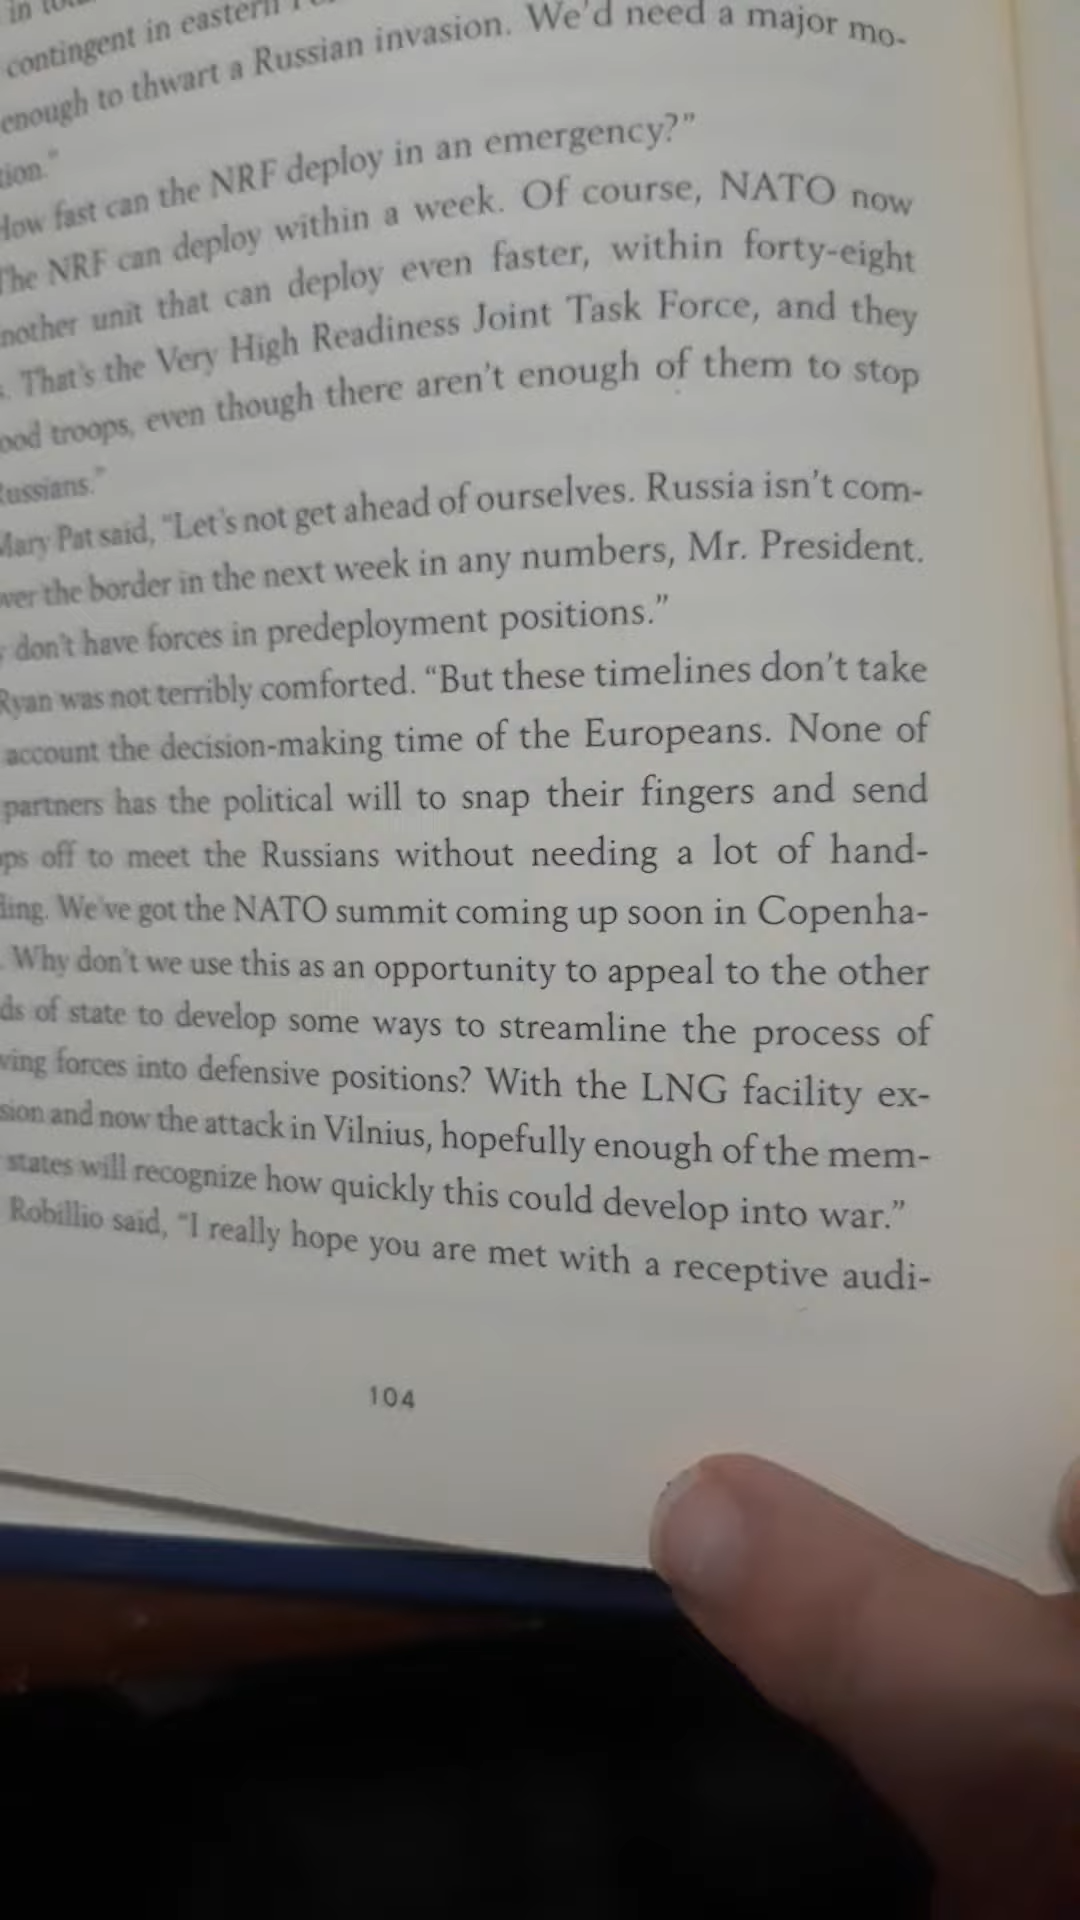 contingent in eastern
enough to thwart a Russian invasion. We'd need a major mo-
tion."
How fast can the NRF deploy in an emergency?"
The NRF can deploy within a week. Of course, NATO now
nother unit that can deploy even faster, within forty-eight
. That's the Very High Readiness Joint Task Force, and they
ood troops, even though there aren't enough of them to stop
Russians."
Mary Pat said, "Let's not get ahead of ourselves. Russia isn't com-
ver the border in the next week in any numbers, Mr. President.
don't have forces in predeployment positions."
Ryan was not terribly comforted. "But these timelines don't take
account the decision-making time of the Europeans. None of
partners has the political will to snap their fingers and send
ps off to meet the Russians without needing a lot of hand-
ding. We've got the NATO summit coming up soon in Copenha-
. Why don't we use this as an opportunity to appeal to the other
ds of state to develop some ways to streamline the process of
ving forces into defensive positions? With the LNG facility ex-
sion and now the attack in Vilnius, hopefully enough of the mem-
states will recognize how quickly this could develop into war."
Robillio said, "I really hope you are met with a receptive audi-
104